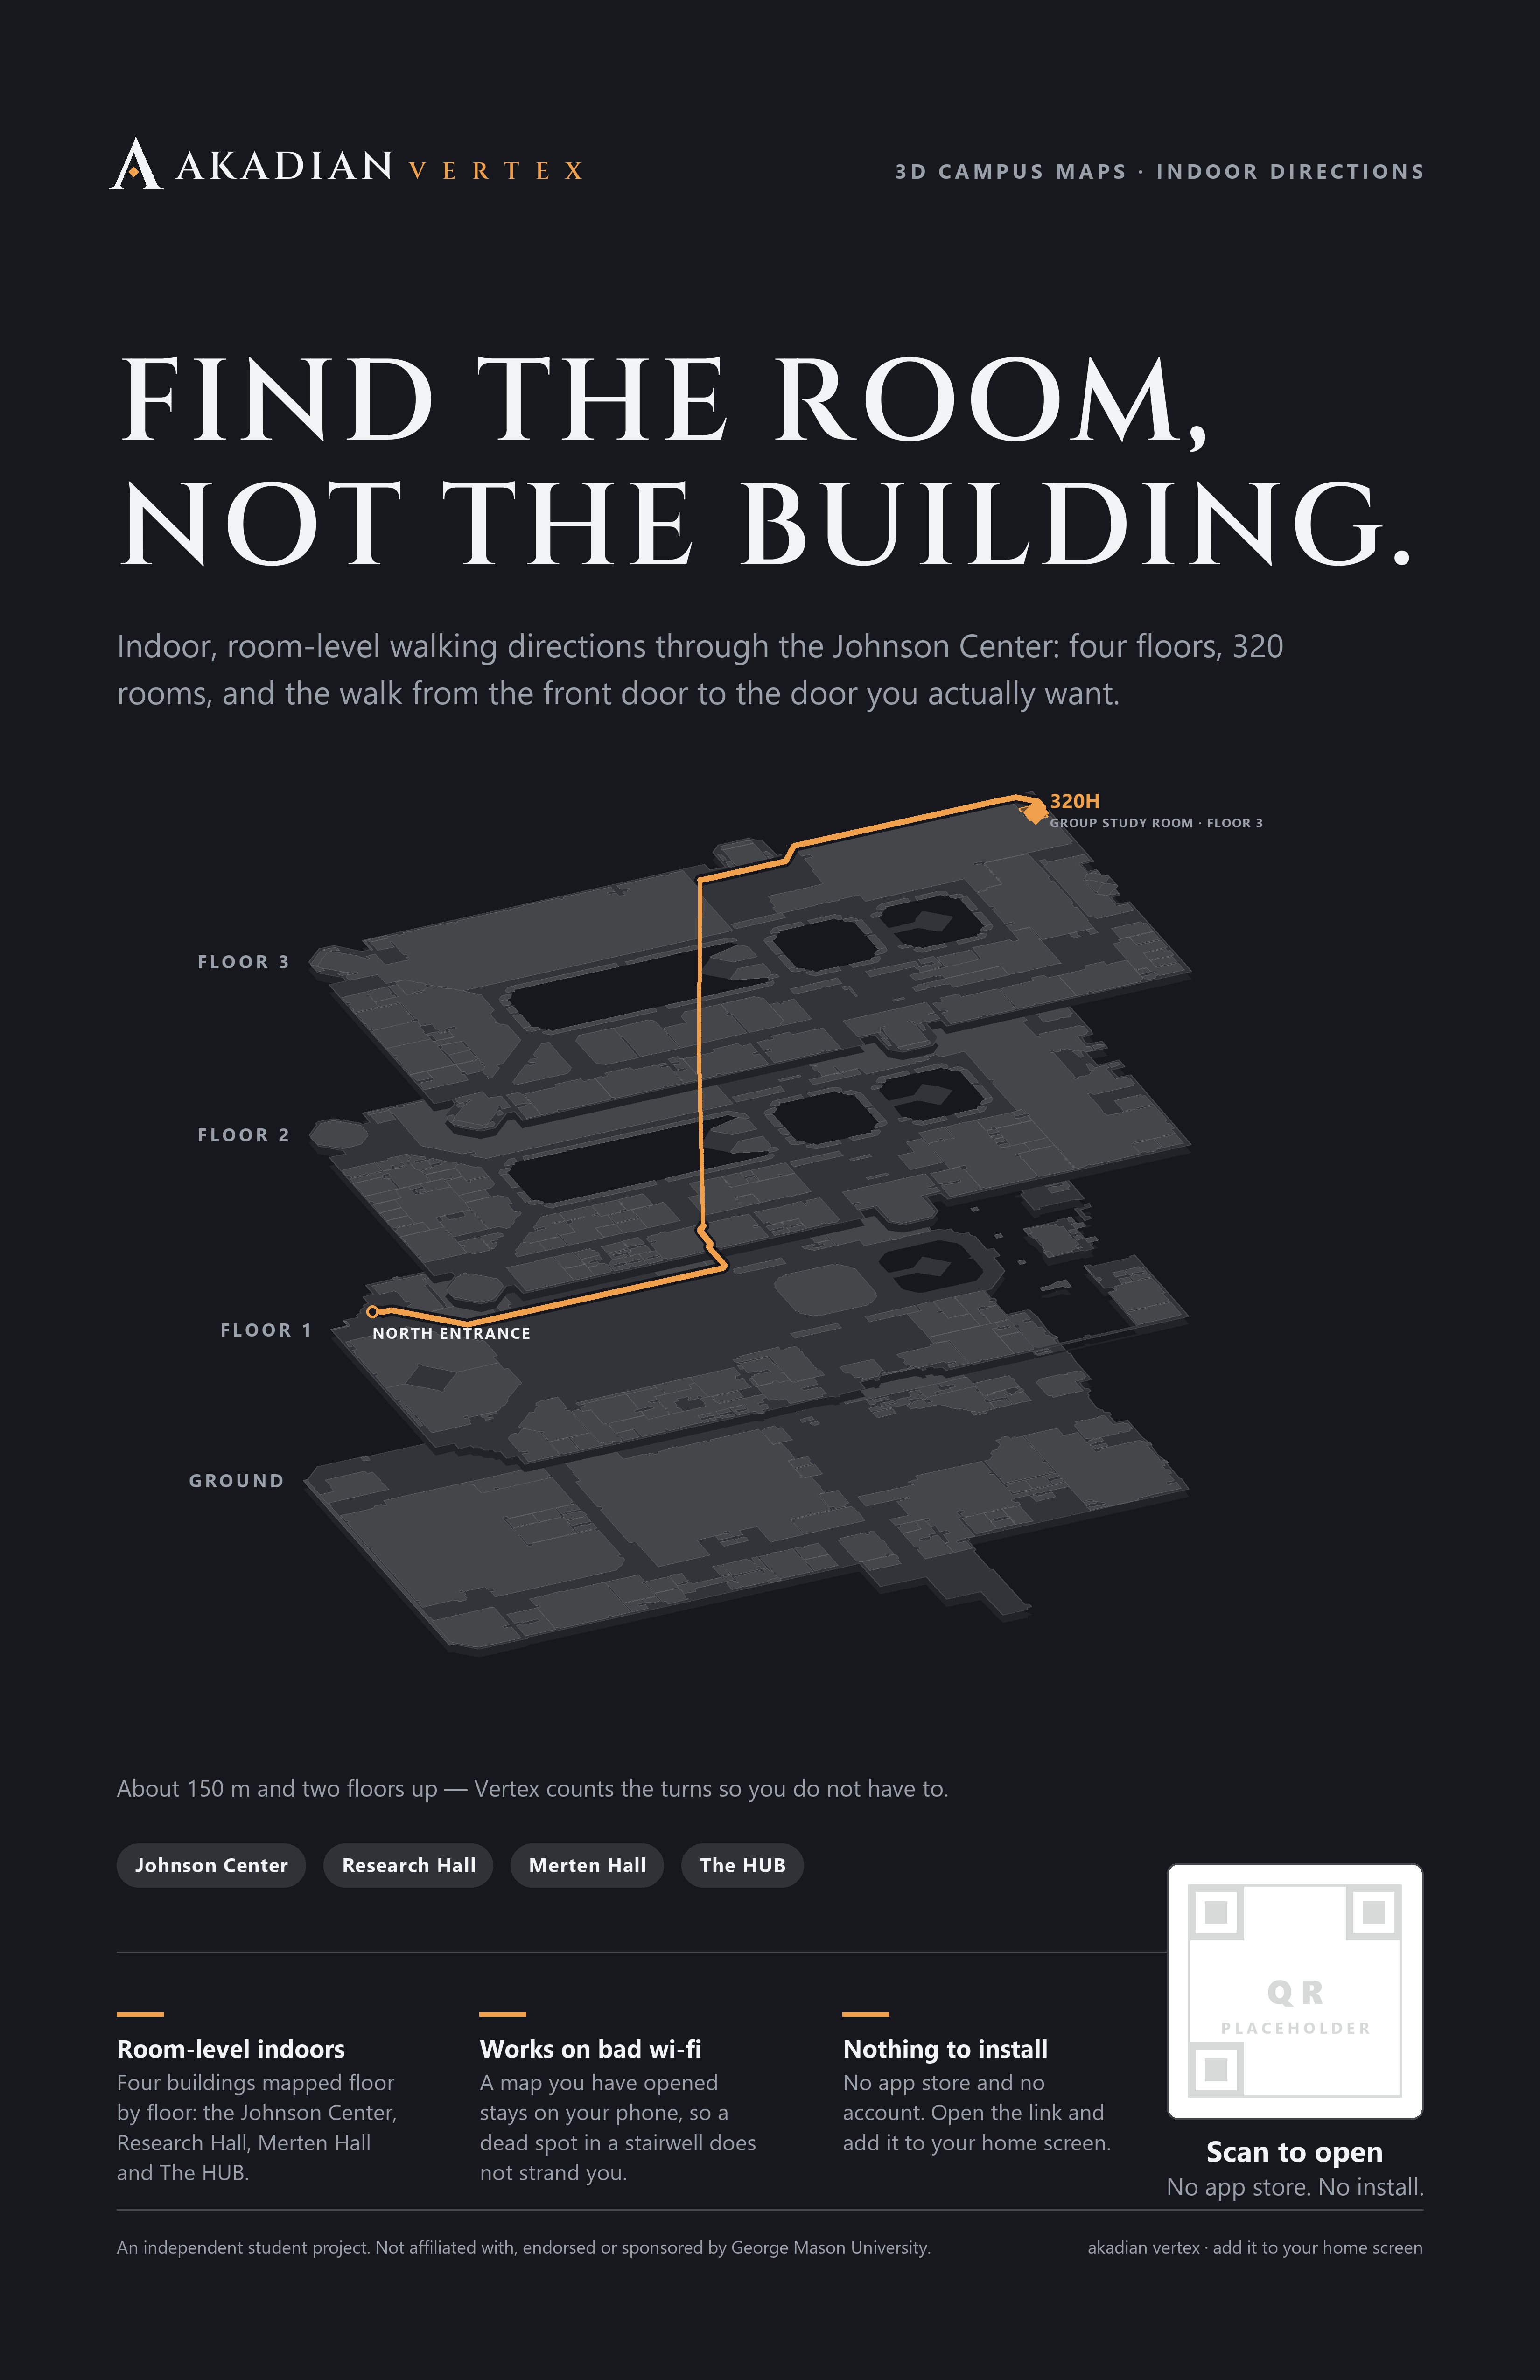 AKADIAN VERTEX
3D CAMPUS MAPS · INDOOR DIRECTIONS
FIND THE ROOM,
NOT THE BUILDING.
Indoor, room-level walking directions through the Johnson Center: four floors, 320
rooms, and the walk from the front door to the door you actually want.
320H
GROUP STUDY ROOM · FLOOR 3
FLOOR 3
FLOOR 2
FLOOR 1
NORTH ENTRANCE
GROUND
About 150 m and two floors up — Vertex counts the turns so you do not have to.
Johnson Center
Research Hall
Merten Hall
The HUB
Room-level indoors
Four buildings mapped floor
by floor: the Johnson Center,
Research Hall, Merten Hall
and The HUB.
Works on bad wi-fi
A map you have opened
stays on your phone, so a
dead spot in a stairwell does
not strand you.
Nothing to install
No app store and no
account. Open the link and
add it to your home screen.
QR
PLACEHOLDER
Scan to open
No app store. No install.
An independent student project. Not affiliated with, endorsed or sponsored by George Mason University.
akadian vertex · add it to your home screen